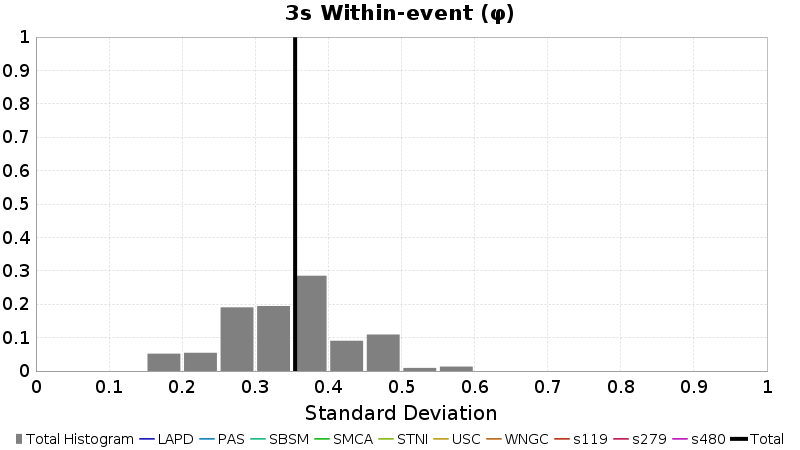 3s Within-event (φ)
1
0.9
0.8
0.7
0.6
0.5
0.4
0.3
0.2
0.1
0
0 0.1 0.2 0.3 0.4 0.5 0.6 0.7 0.8 0.9 1
Standard Deviation
Total Histogram LAPD PAS SBSM SMCA STNI USC WNGC s119 s279 s480 Total